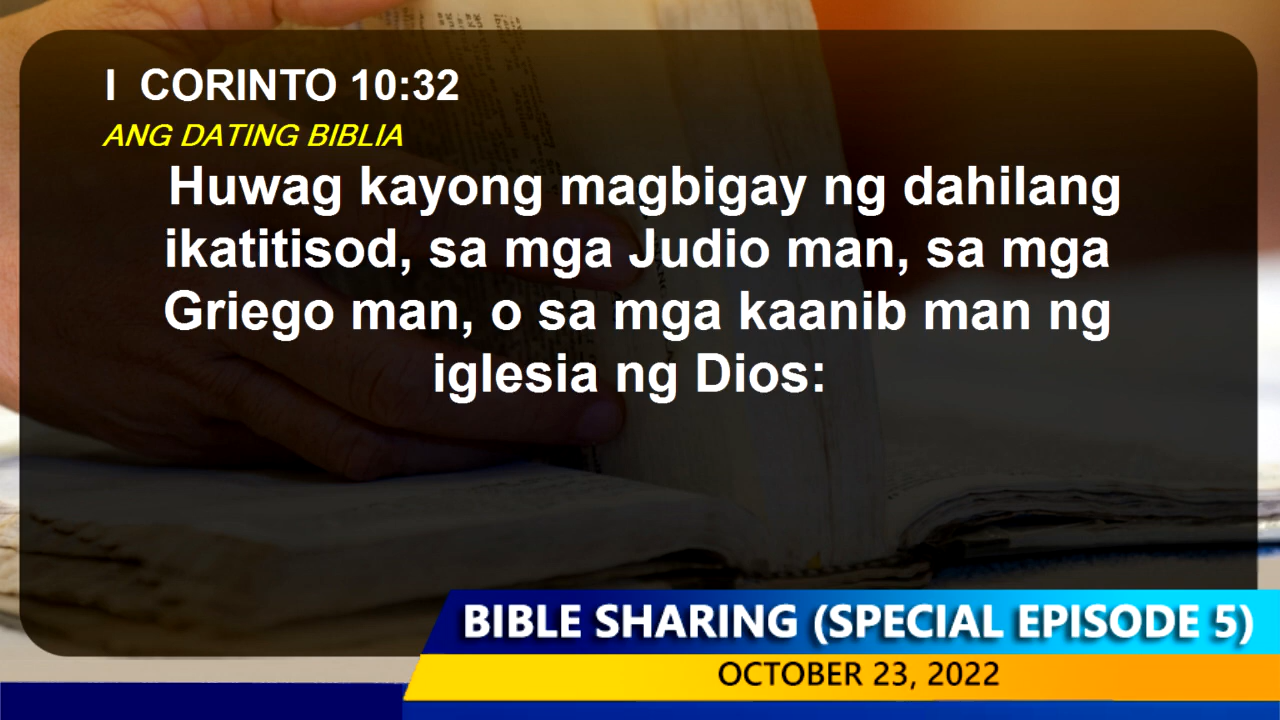 I CORINTO 10:32
ANG DATING BIBLIA
Huwag kayong magbigay ng dahilang
ikatitisod, sa mga Judio man, sa mga
Griego man, o sa mga kaanib man ng
iglesia ng Dios:
BIBLE SHARING (SPECIAL EPISODE 5)
OCTOBER 23, 2022